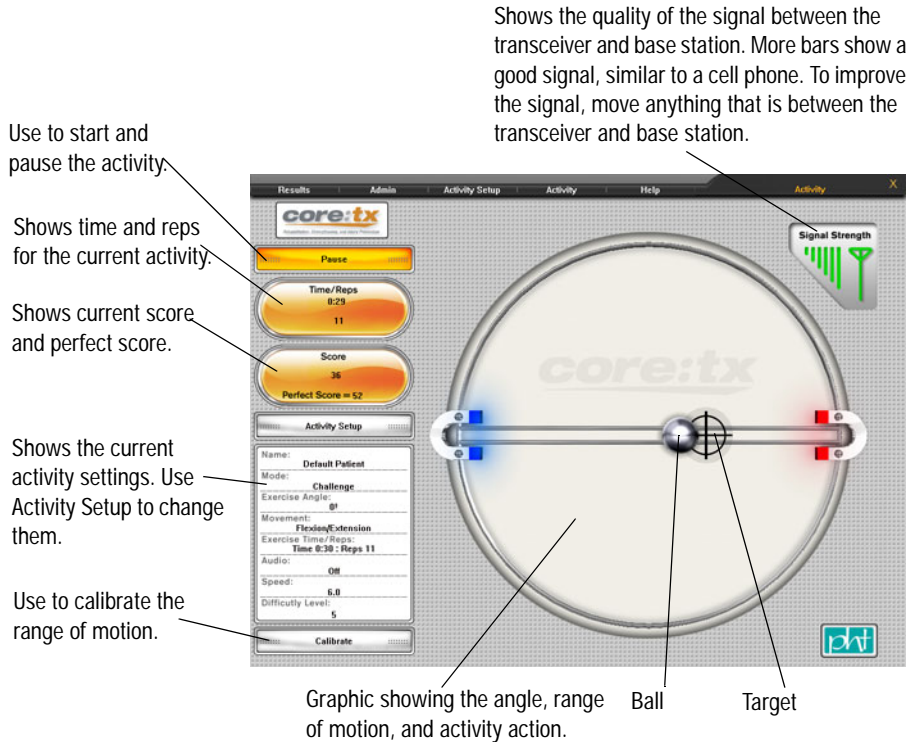 Shows the quality of the signal between the
transceiver and base station. More bars show a
good signal, similar to a cell phone. To improve
the signal, move anything that is between the
transceiver and base station.
Use to start and
pause the activity.
Shows time and reps
for the current activity.
Shows current score
and perfect score.
Shows the current
activity settings. Use
Activity Setup to change
them.
Use to calibrate the
range of motion.
Results Admin Activity Setup Activity Help Activity X
core:tx
Pause
Time/Reps
0:29
11
Score
36
Perfect Score = 52
Activity Setup
Name:
Default Patient
Mode:
Challenge
Exercise Angle:
0°
Movement:
Flexion/Extension
Exercise Time/Reps:
Time 0:30 : Reps 11
Audio:
Off
Speed:
6.0
Difficutly Level:
5
Calibrate
Signal Strength
core:tx
pht
Graphic showing the angle, range
of motion, and activity action.
Ball
Target